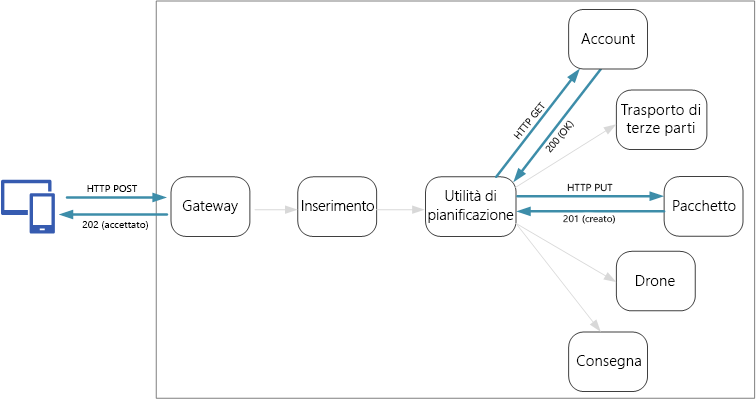 Account
HTTP GET
200 (OK)
Trasporto di
terze parti
HTTP POST
202 (accettato)
Gateway
Inserimento
Utilità di
pianificazione
HTTP PUT
201 (creato)
Pacchetto
Drone
Consegna